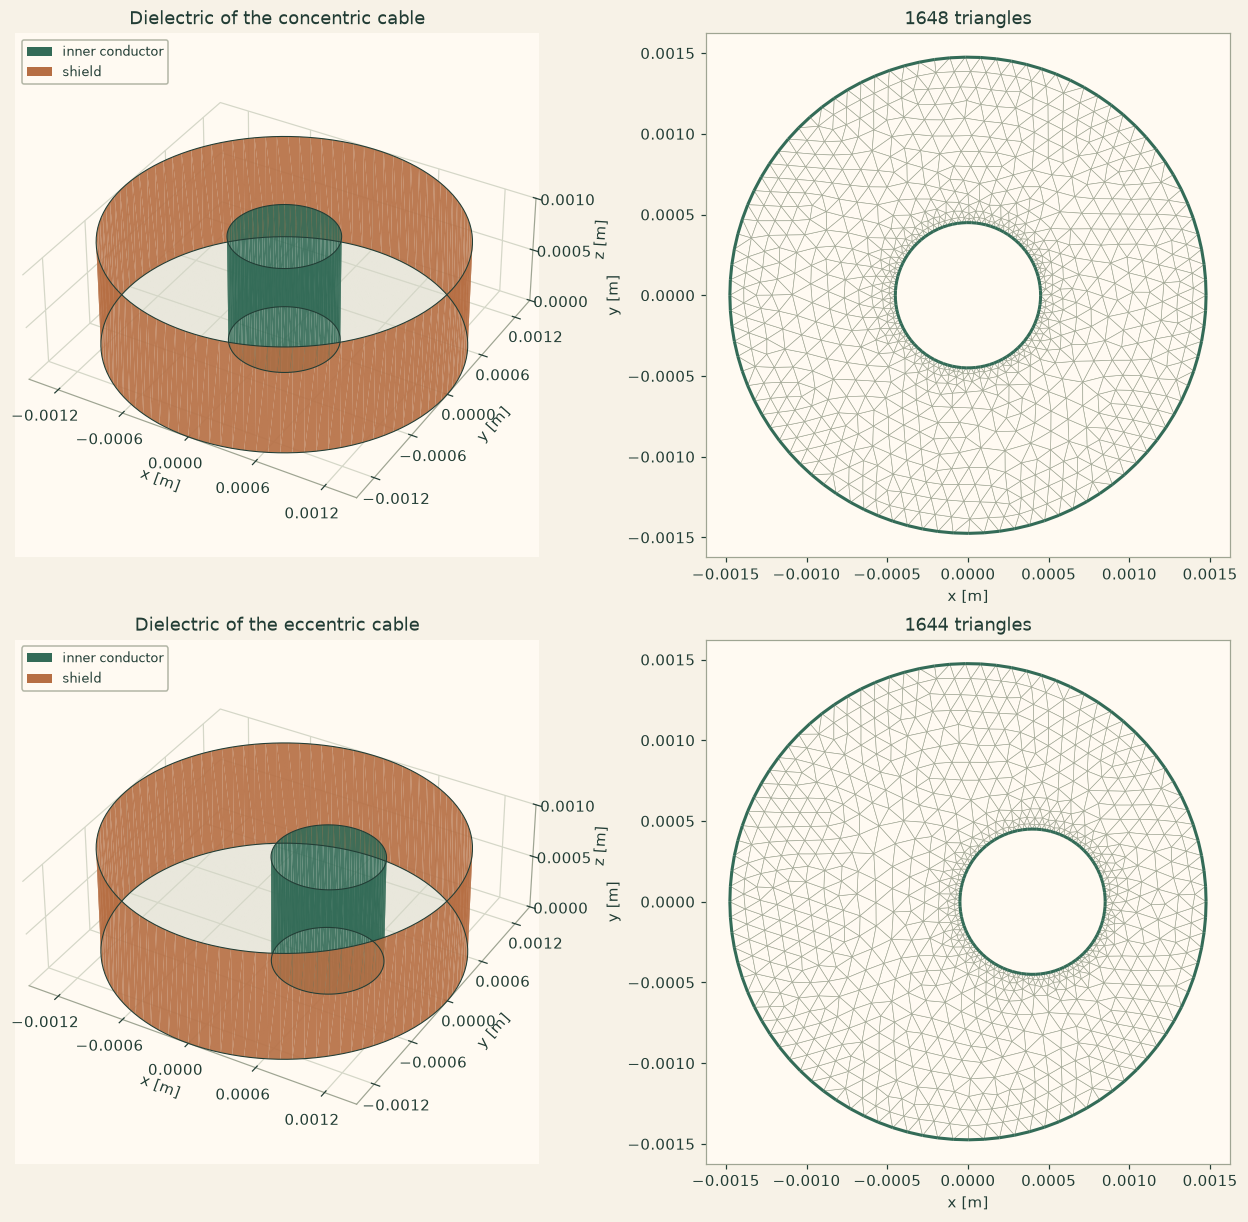 Dielectric of the concentric cable
inner conductor
shield
0.0010
0.0005
0.0000
z [m]
0.0012
0.0006
0.0000
−0.0006
−0.0012
y [m]
−0.0012
−0.0006
0.0000
0.0006
0.0012
x [m]
1648 triangles
0.0015
0.0010
0.0005
0.0000
−0.0005
−0.0010
−0.0015
y [m]
−0.0015 −0.0010 −0.0005 0.0000 0.0005 0.0010 0.0015
x [m]
Dielectric of the eccentric cable
inner conductor
shield
0.0010
0.0005
0.0000
z [m]
0.0012
0.0006
0.0000
−0.0006
−0.0012
y [m]
−0.0012
−0.0006
0.0000
0.0006
0.0012
x [m]
1644 triangles
0.0015
0.0010
0.0005
0.0000
−0.0005
−0.0010
−0.0015
y [m]
−0.0015 −0.0010 −0.0005 0.0000 0.0005 0.0010 0.0015
x [m]